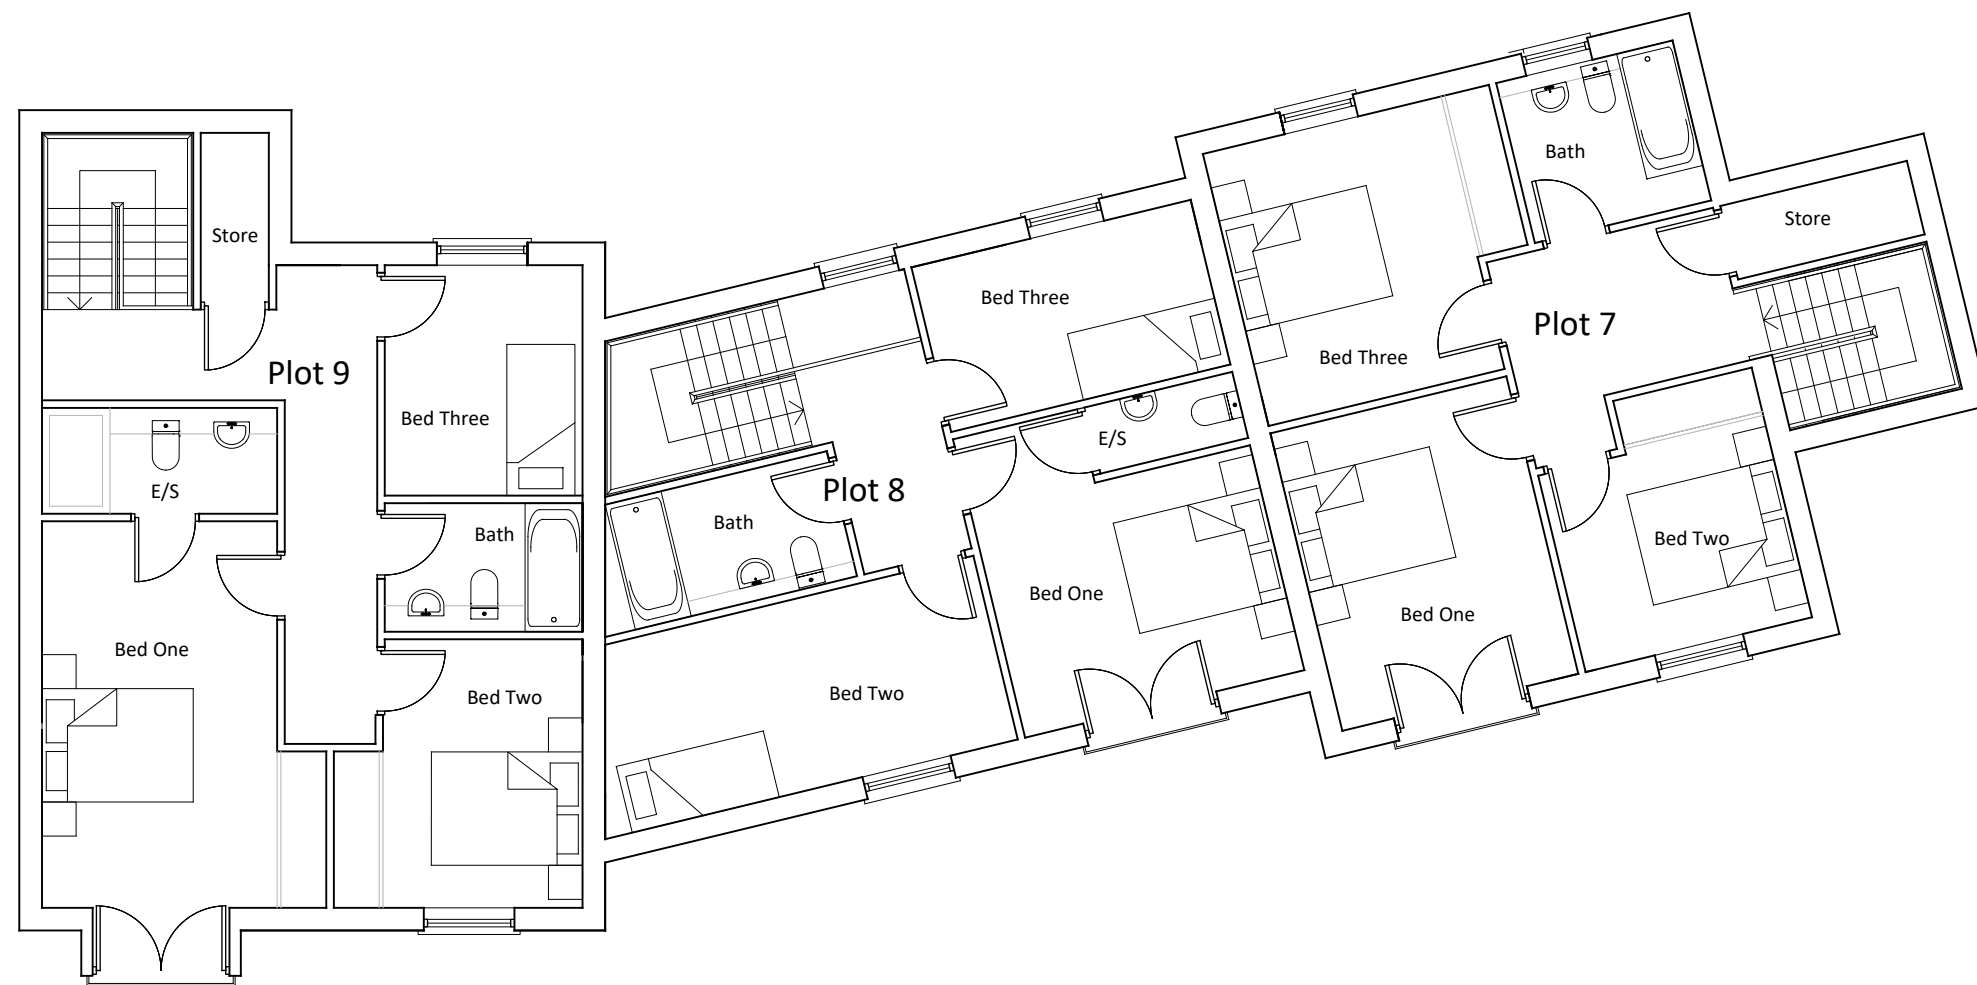 Store
Plot 9
Bed Three
E/S
Bath
Bed One
Bed Two
Bed Three
E/S
Plot 8
Bath
Bed One
Bed Two
Bath
Store
Plot 7
Bed Three
Bed Two
Bed One